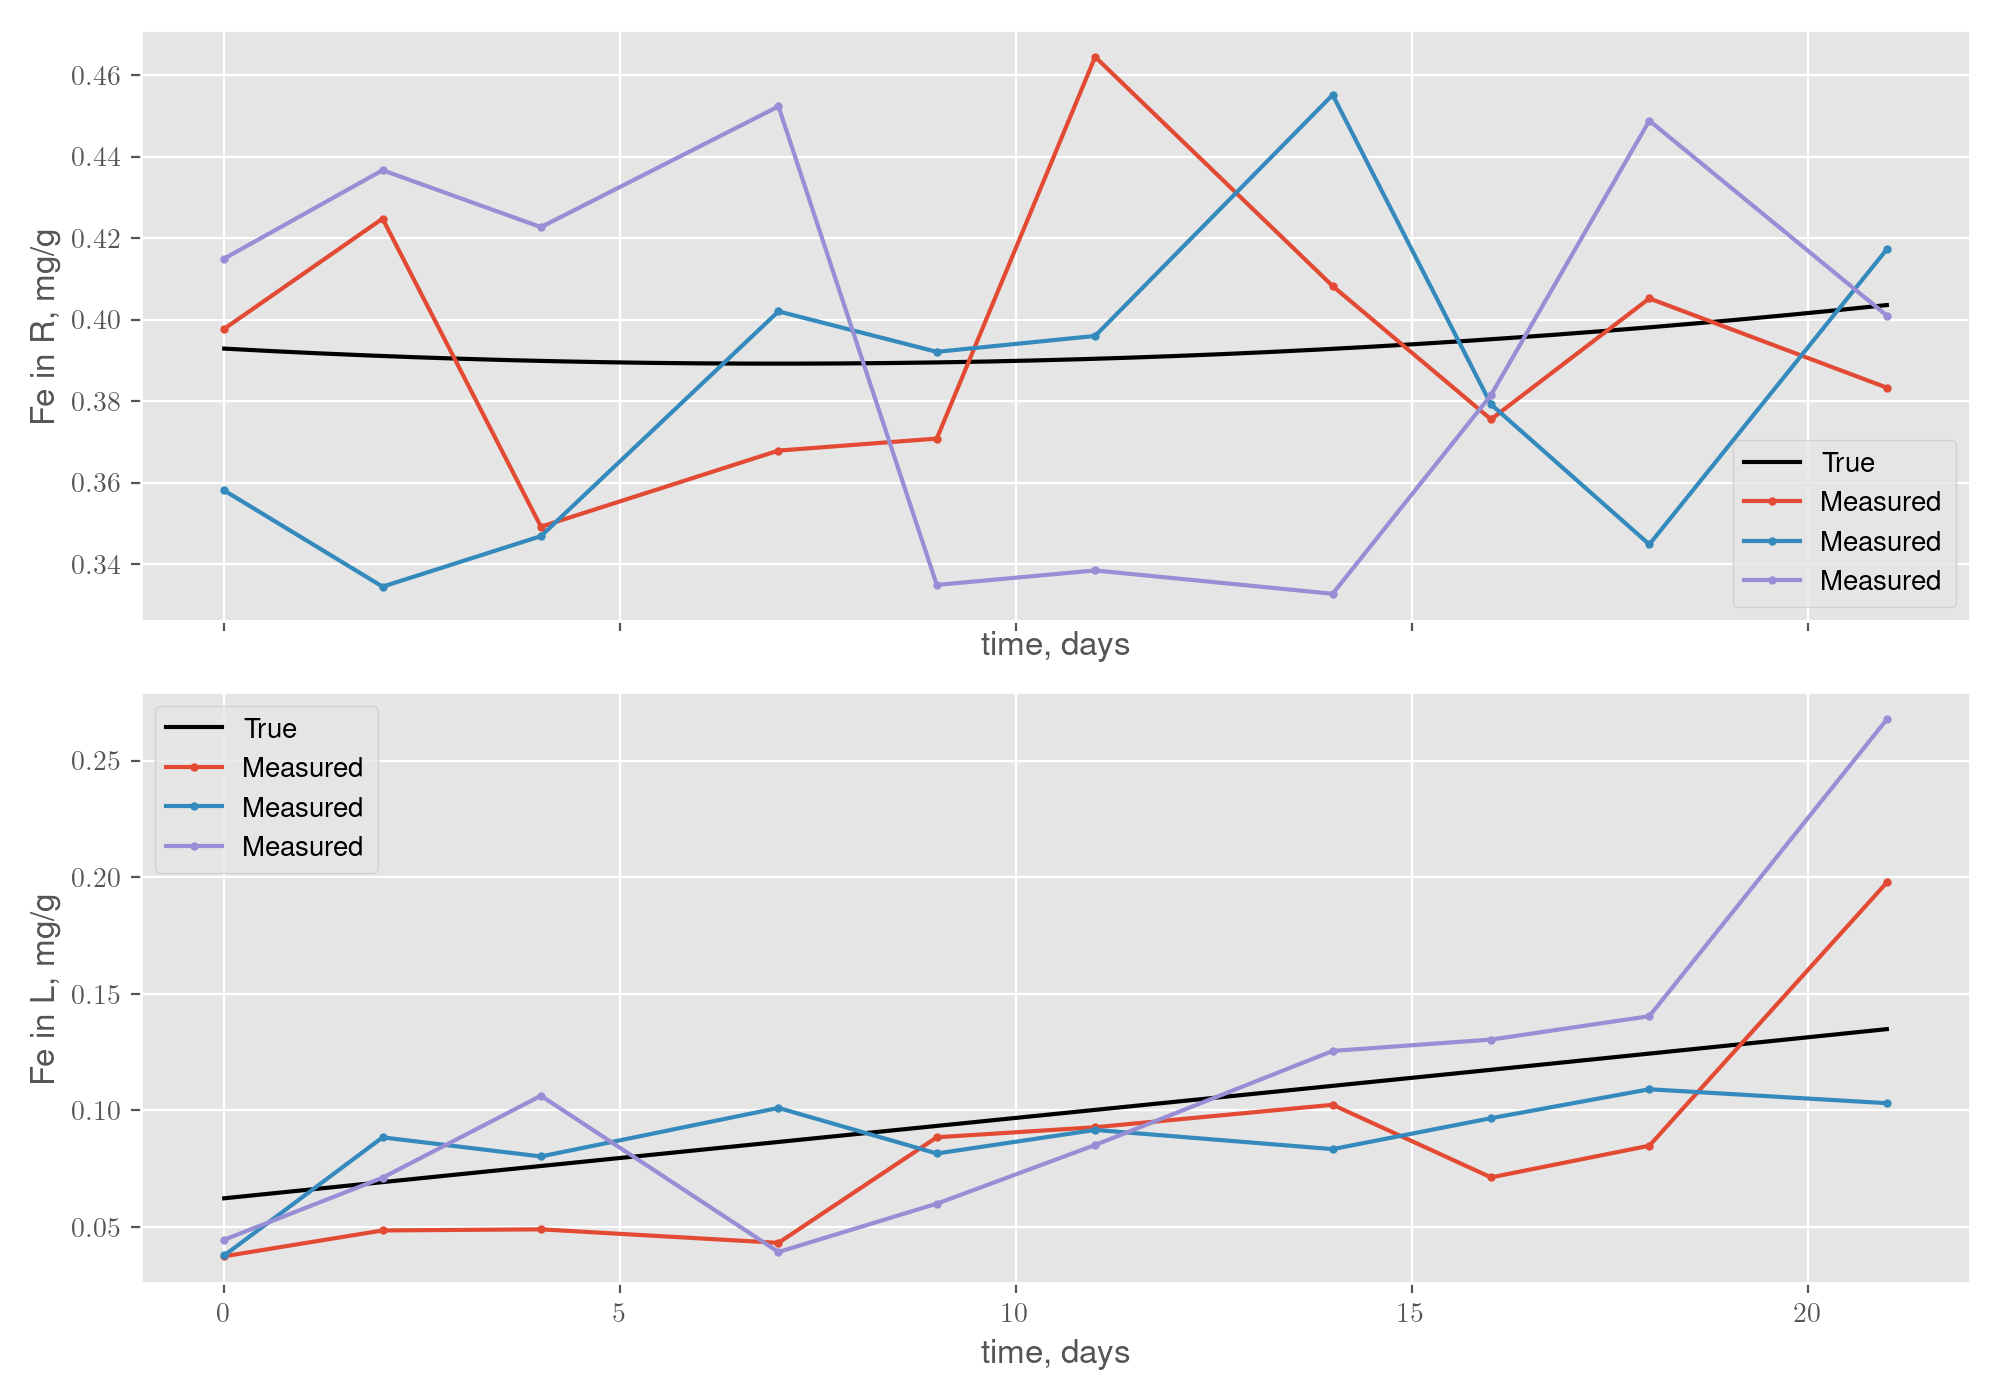 0.46
0.44
0.42
0.40
0.38
0.36
0.34
Fe in R, mg/g
True
Measured
Measured
Measured
time, days
True
Measured
Measured
Measured
0.25
0.20
0.15
0.10
0.05
Fe in L, mg/g
0 5 10 15 20
time, days